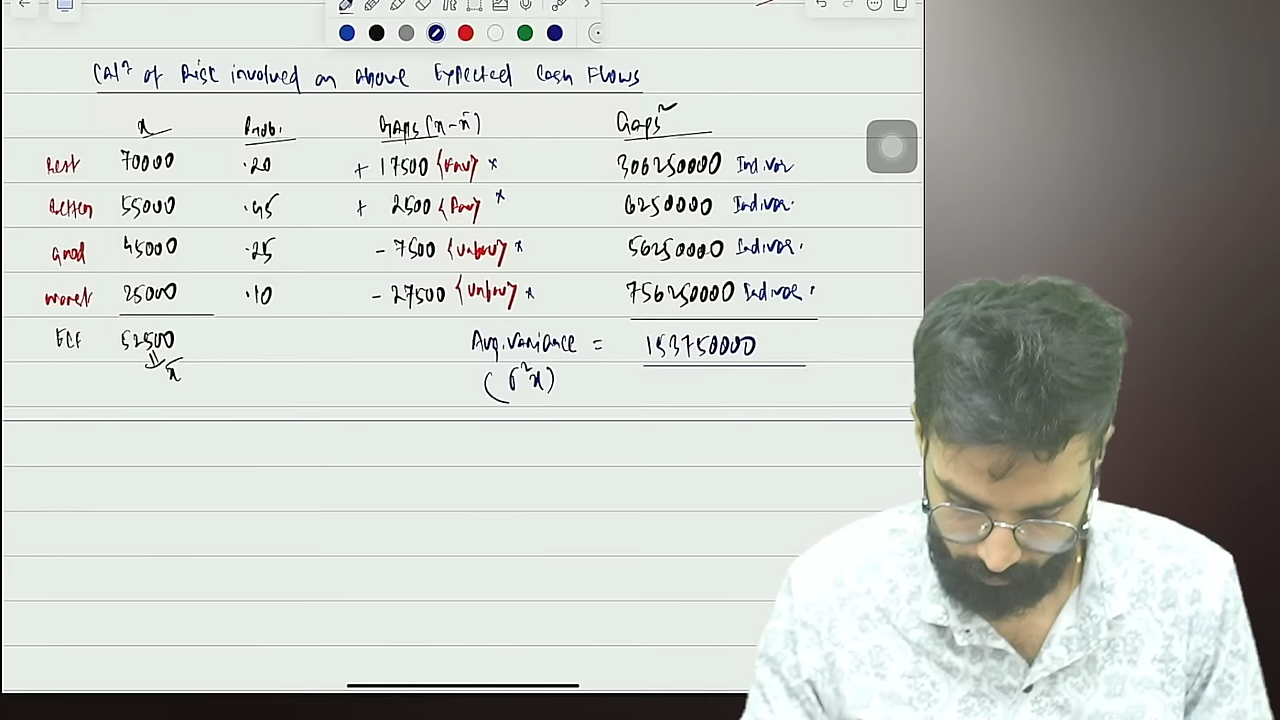 Calⁿ of Risk involved on above Expected Cash Flows
x Prob. Gaps (x-x̄) Gaps²
Best 70000 .20 + 17500 {Fav} * 306250000 Indivar
Better 55000 .45 + 2500 {Fav} * 6250000 Indivar.
Good 45000 .25 - 7500 {Unfav} * 56250000 Indivar.
Worst 25000 .10 - 27500 {Unfav} * 756250000 Indivar.
ECF 52500 Avg. Variance = 153750000
x̄ (σ²x)